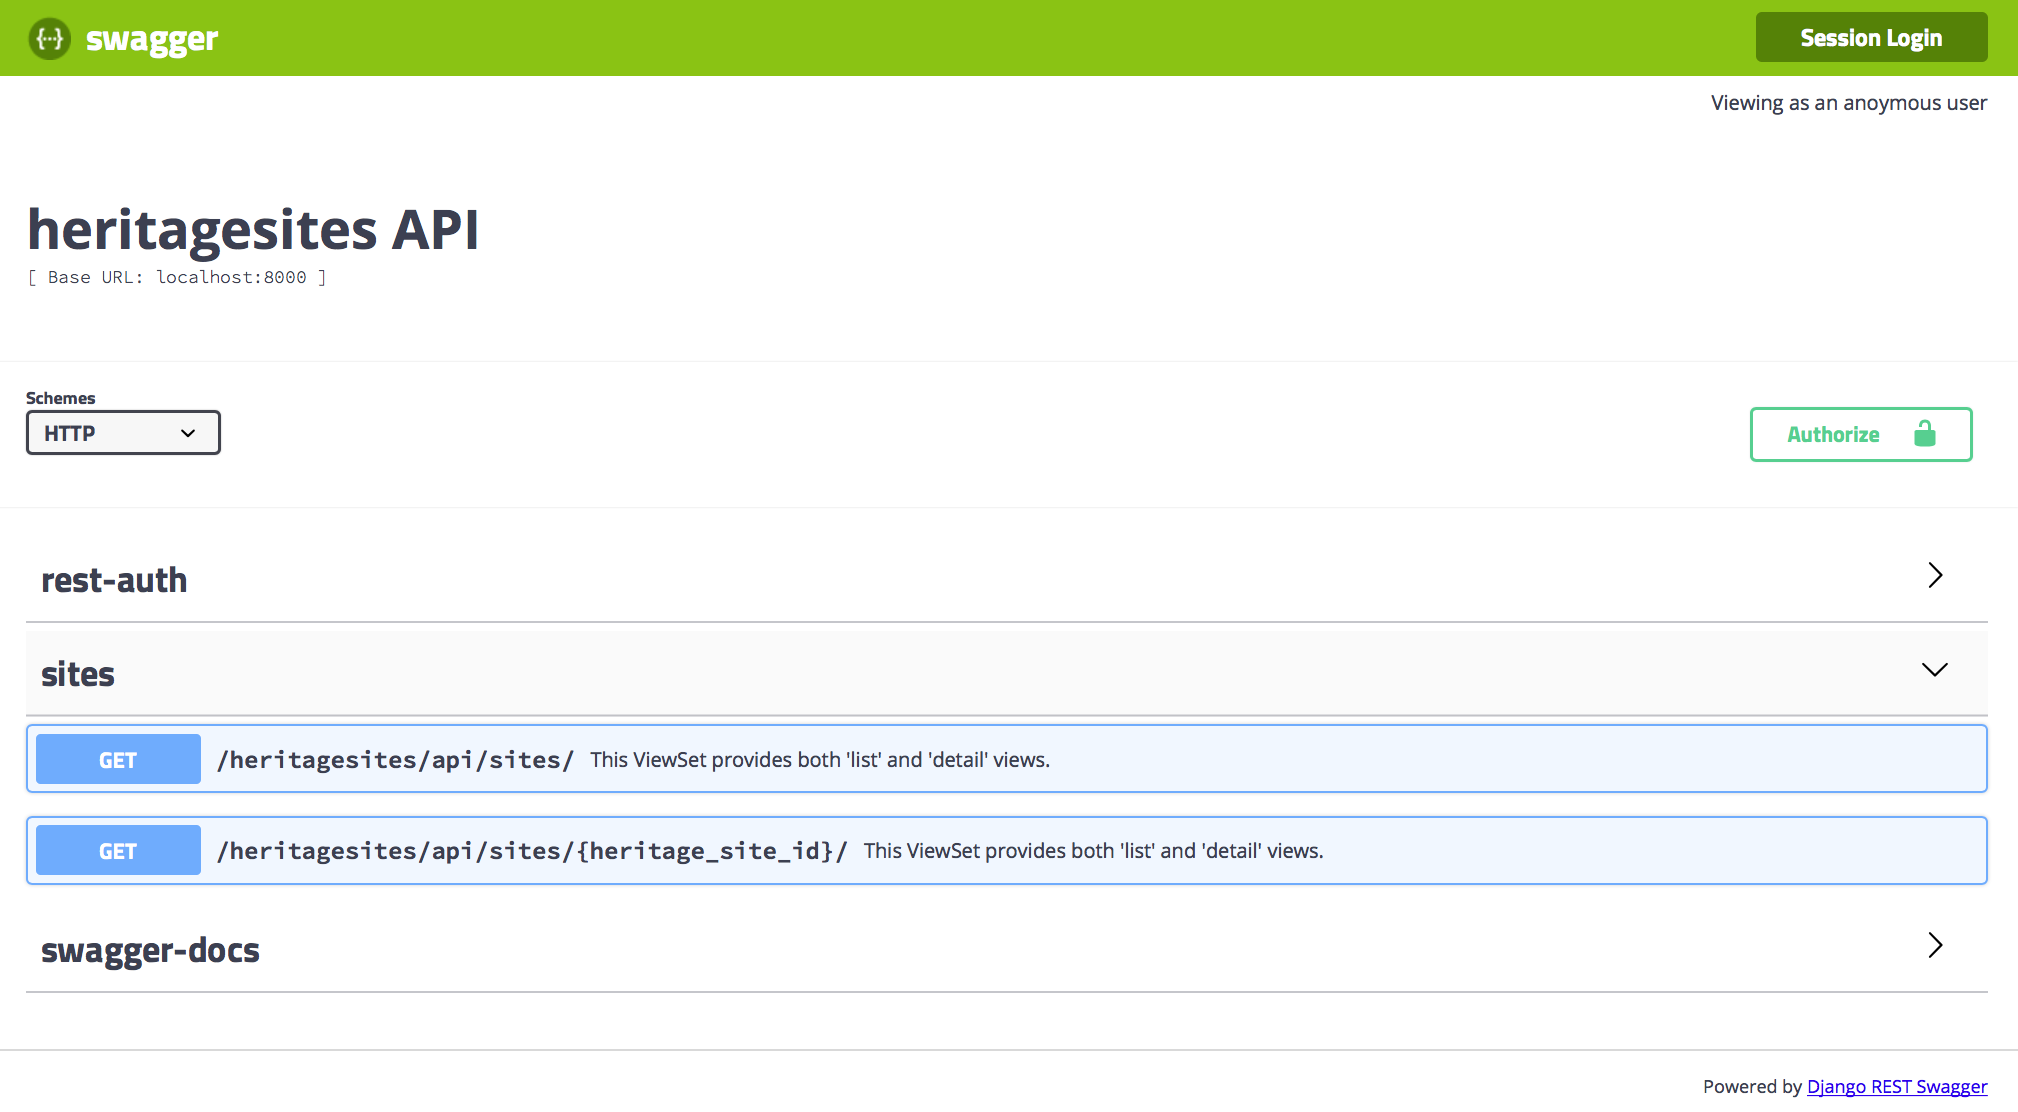 {...} swagger
Session Login
Viewing as an anoymous user
heritagesites API
[ Base URL: localhost:8000 ]
Schemes
HTTP
Authorize
rest-auth
sites
GET /heritagesites/api/sites/ This ViewSet provides both 'list' and 'detail' views.
GET /heritagesites/api/sites/{heritage_site_id}/ This ViewSet provides both 'list' and 'detail' views.
swagger-docs
Powered by Django REST Swagger